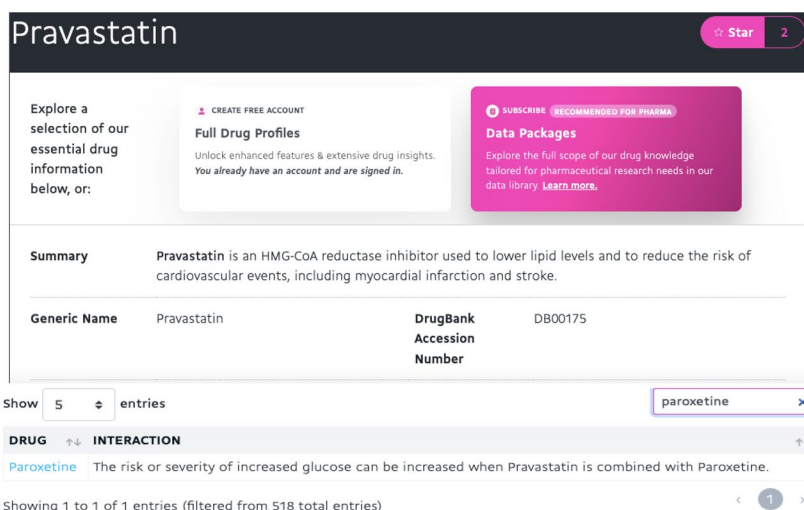 Pravastatin
☆ Star 2
Explore a
selection of our
essential drug
information
below, or:
CREATE FREE ACCOUNT
Full Drug Profiles
Unlock enhanced features & extensive drug insights.
You already have an account and are signed in.
SUBSCRIBE RECOMMENDED FOR PHARMA
Data Packages
Explore the full scope of our drug knowledge
tailored for pharmaceutical research needs in our
data library. Learn more.
Summary Pravastatin is an HMG-CoA reductase inhibitor used to lower lipid levels and to reduce the risk of
cardiovascular events, including myocardial infarction and stroke.
Generic Name Pravastatin DrugBank DB00175
Accession
Number
Show 5 entries paroxetine
DRUG INTERACTION
Paroxetine The risk or severity of increased glucose can be increased when Pravastatin is combined with Paroxetine.
Showing 1 to 1 of 1 entries (filtered from 518 total entries) ‹ 1 ›